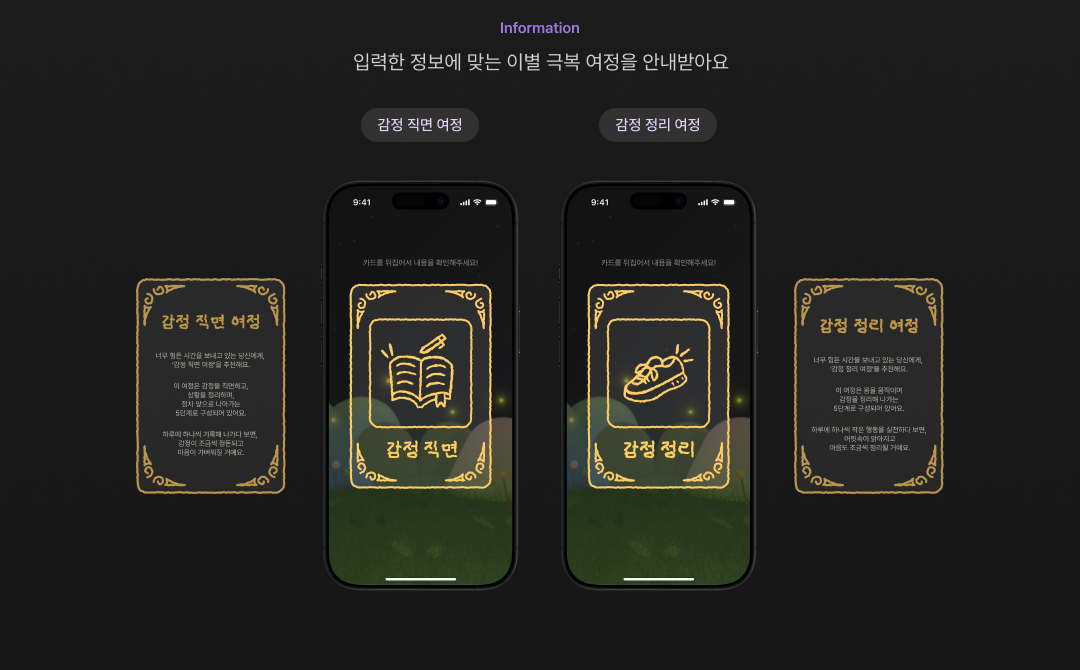 Information
입력한 정보에 맞는 이별 극복 여정을 안내받아요
감정 직면 여정
감정 정리 여정
감정 직면 여정
너무 힘든 시간을 보내고 있는 당신에게,
'감정 직면 여정'을 추천해요.
이 여정은 감정을 직면하고,
상황을 정리하며,
점차 앞으로 나아가는
5단계로 구성되어 있어요.
하루에 하나씩 기록해 나가다 보면,
감정이 조금씩 정돈되고
마음이 가벼워질 거예요.
9:41
카드를 뒤집어서 내용을 확인해주세요!
감정 직면
9:41
카드를 뒤집어서 내용을 확인해주세요!
감정 정리
감정 정리 여정
너무 힘든 시간을 보내고 있는 당신에게,
'감정 정리 여정'을 추천해요.
이 여정은 몸을 움직이며
감정을 정리해 나가는
5단계로 구성되어 있어요.
하루에 하나씩 작은 행동을 실천하다 보면,
머릿속이 맑아지고
마음도 조금씩 정리될 거예요.